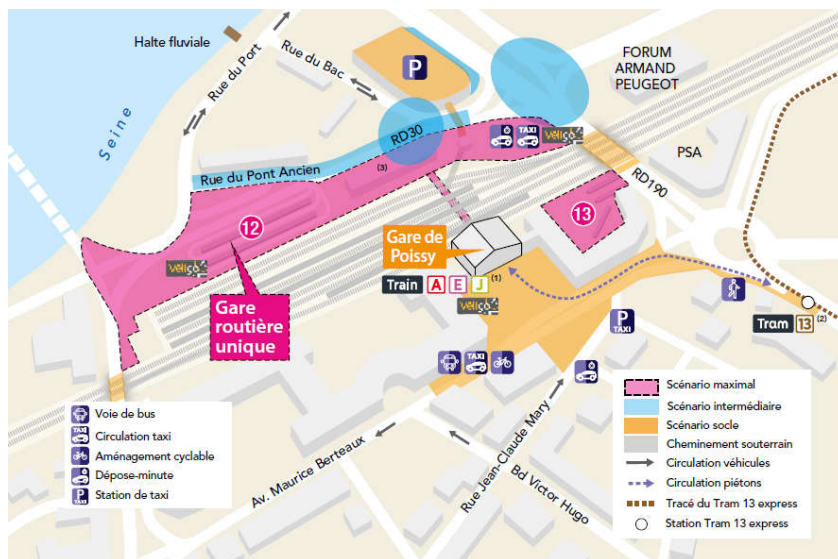 Halte fluviale
Rue du Port
Rue du Bac
P
FORUM
ARMAND
PEUGEOT
Seine
RD30
TAXI
véligo
Rue du Pont Ancien
(3)
PSA
RD190
12
13
Gare de
Poissy
véligo
Train A E J (1)
véligo
Gare
routière
unique
P
TAXI
Tram 13 (2)
TAXI
Voie de bus
TAXI
Circulation taxi
Aménagement cyclable
Dépose-minute
P
TAXI
Station de taxi
Av. Maurice Berteaux
Rue Jean-Claude Mary
Bd Victor Hugo
Scénario maximal
Scénario intermédiaire
Scénario socle
Cheminement souterrain
Circulation véhicules
Circulation piétons
Tracé du Tram 13 express
Station Tram 13 express